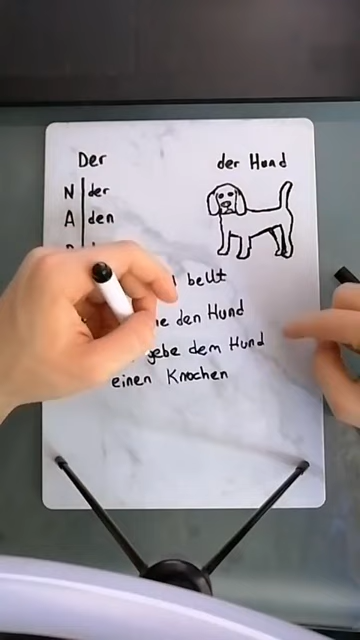 Der
der Hund
N der
A den
bellt
den Hund
gebe dem Hund
einen Knochen